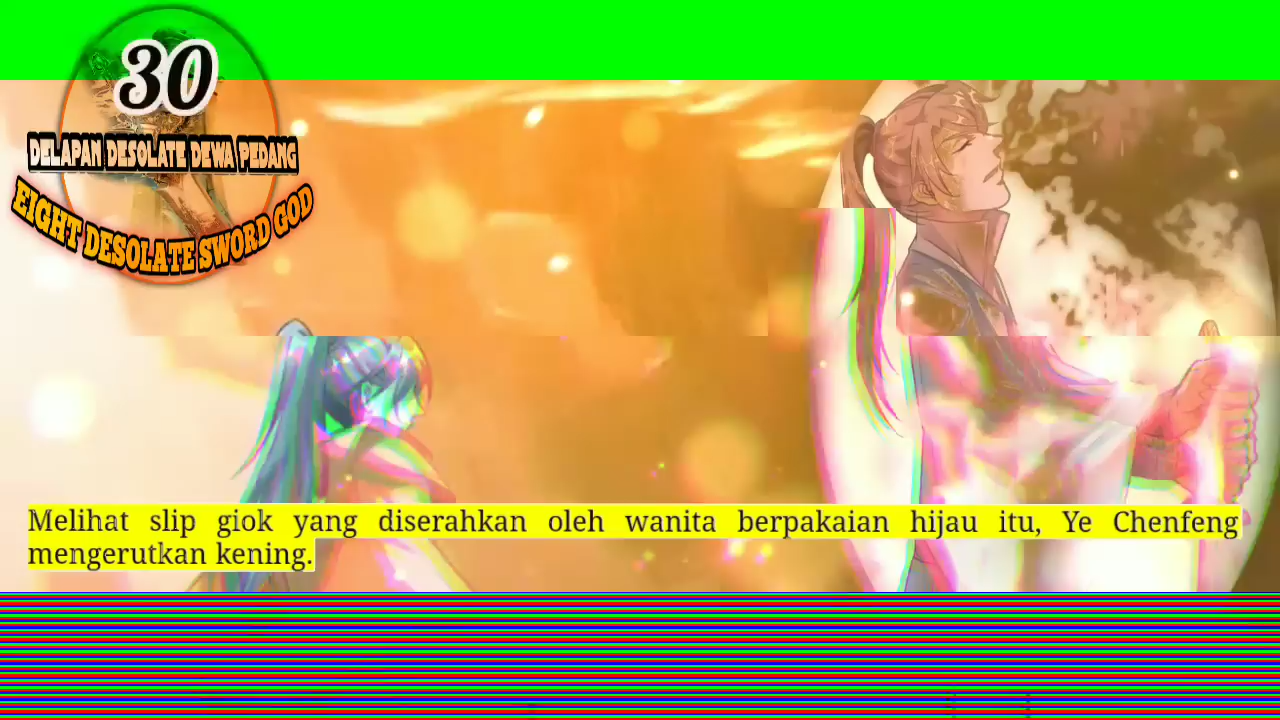 30
DELAPAN DESOLATE DEWA PEDANG
EIGHT DESOLATE SWORD GOD
Melihat slip giok yang diserahkan oleh wanita berpakaian hijau itu, Ye Chenfeng
mengerutkan kening.